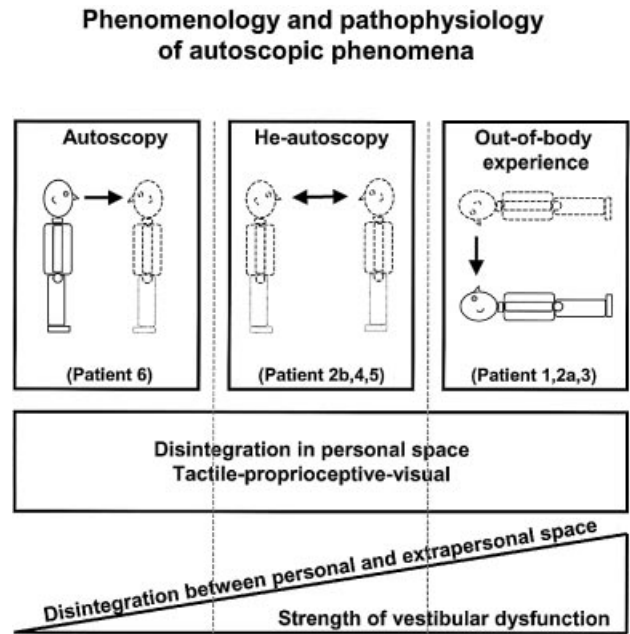 Phenomenology and pathophysiology
of autoscopic phenomena
Autoscopy
(Patient 6)
He-autoscopy
(Patient 2b,4,5)
Out-of-body
experience
(Patient 1,2a,3)
Disintegration in personal space
Tactile-proprioceptive-visual
Disintegration between personal and extrapersonal space
Strength of vestibular dysfunction